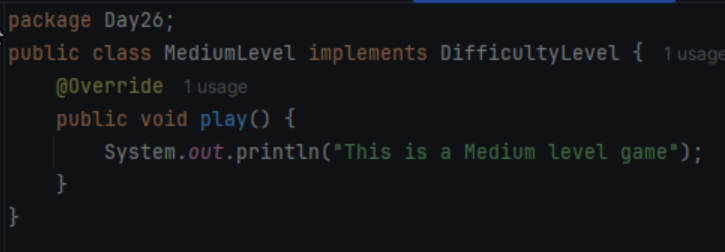 package Day26;
public class MediumLevel implements DifficultyLevel { 1 usage
@Override 1 usage
public void play() {
System.out.println("This is a Medium level game");
}
}